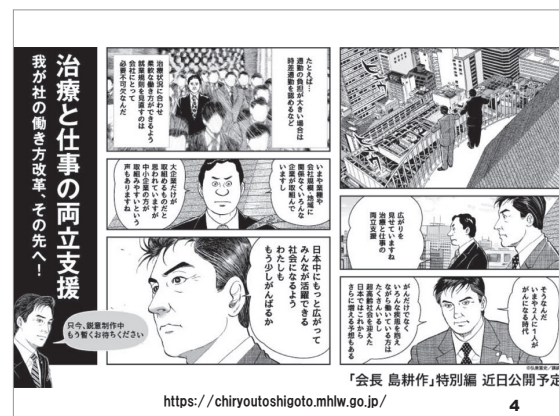 治療と仕事の両立支援
我が社の働き方改革、その先へ！
只今、鋭意制作中
もう暫くお待ちください
広がりを
見せていますね
治療と仕事の
両立支援
そうなんだ
いまや2人に1人が
がんになる時代
がんだけでなく
いろんな疾患を抱え
ながら働いている方は
たくさんいるし
超高齢社会を迎えた
日本ではこれから
さらに増える予想もある
たとえば…
通勤の負担が大きい場合は
時差通勤を認めるなど
治療状況に合わせ
柔軟な働き方ができるよう
就業規則を見直すのは
会社にとって
必要不可欠なんだ
いまや業種や
会社規模・地域に
関係なくいろんな
企業が取組んで
いますし
大企業だけが
取組めるものだと
思われていますが
中小企業の方が
取組みやすいという
声もありますね
日本中にもっと広がって
みんなが活躍できる
社会になるよう
わたしも
もう少しがんばるか
「会長 島耕作」特別編 近日公開予定
https://chiryoutoshigoto.mhlw.go.jp/
4